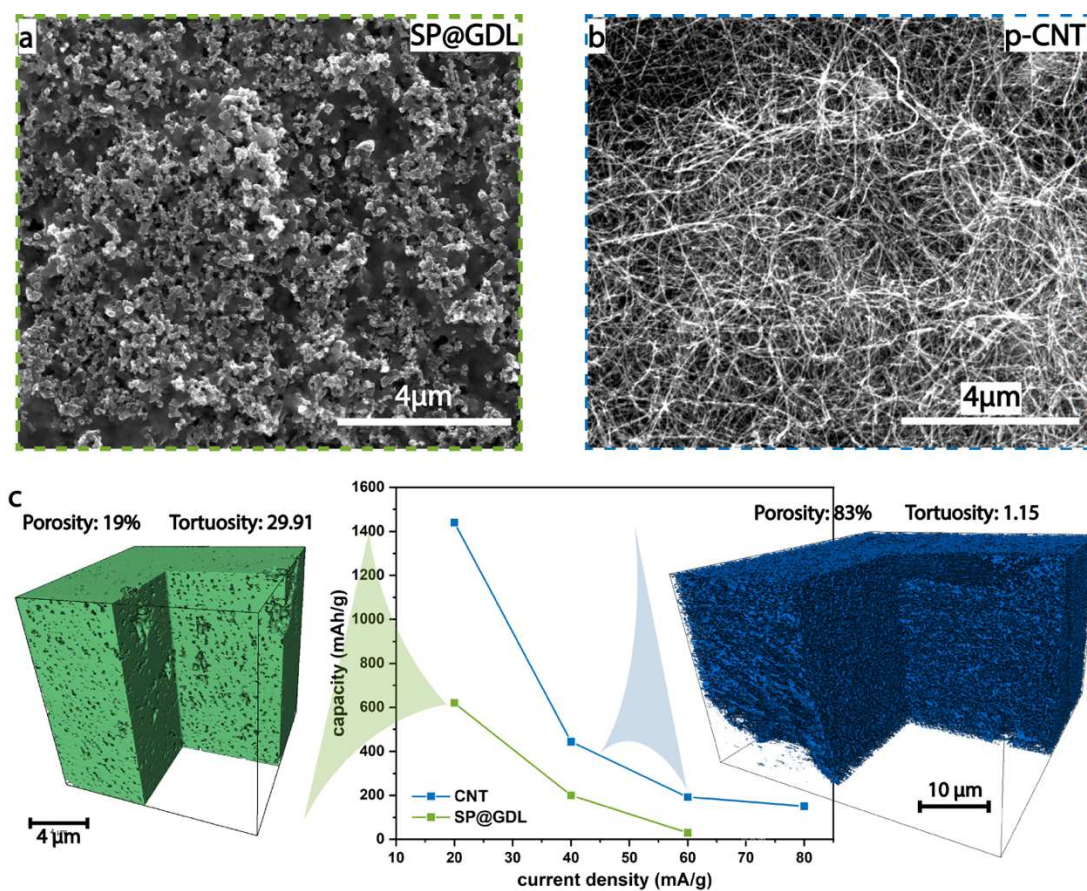 a
SP@GDL
4µm
b
p-CNT
4µm
c
Porosity: 19% Tortuosity: 29.91
4 µm
1600
1400
1200
1000
800
600
400
200
0
capacity (mAh/g)
CNT
SP@GDL
10 20 30 40 50 60 70 80
current density (mA/g)
Porosity: 83% Tortuosity: 1.15
10 µm